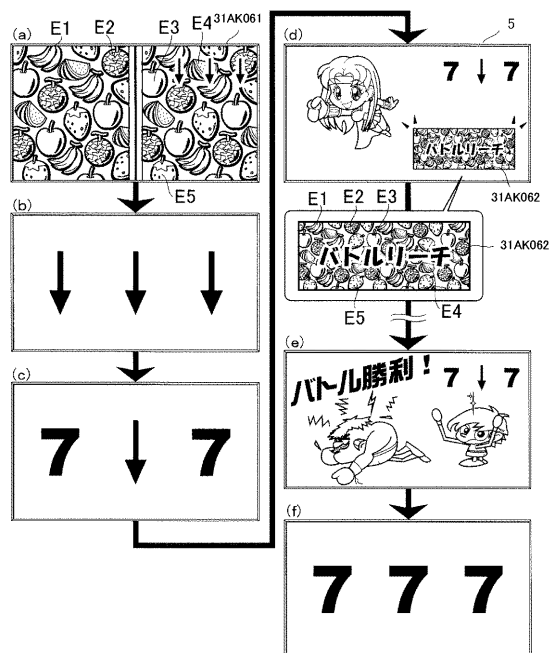 (a)
E1 E2 E3 E4 31AK061
E5
(b)
(c)
7 7
(d)
5
7 7
バトルリーチ
31AK062
E1 E2 E3
バトルリーチ
31AK062
E5 E4
(e)
バトル勝利!
7 7
(f)
7 7 7